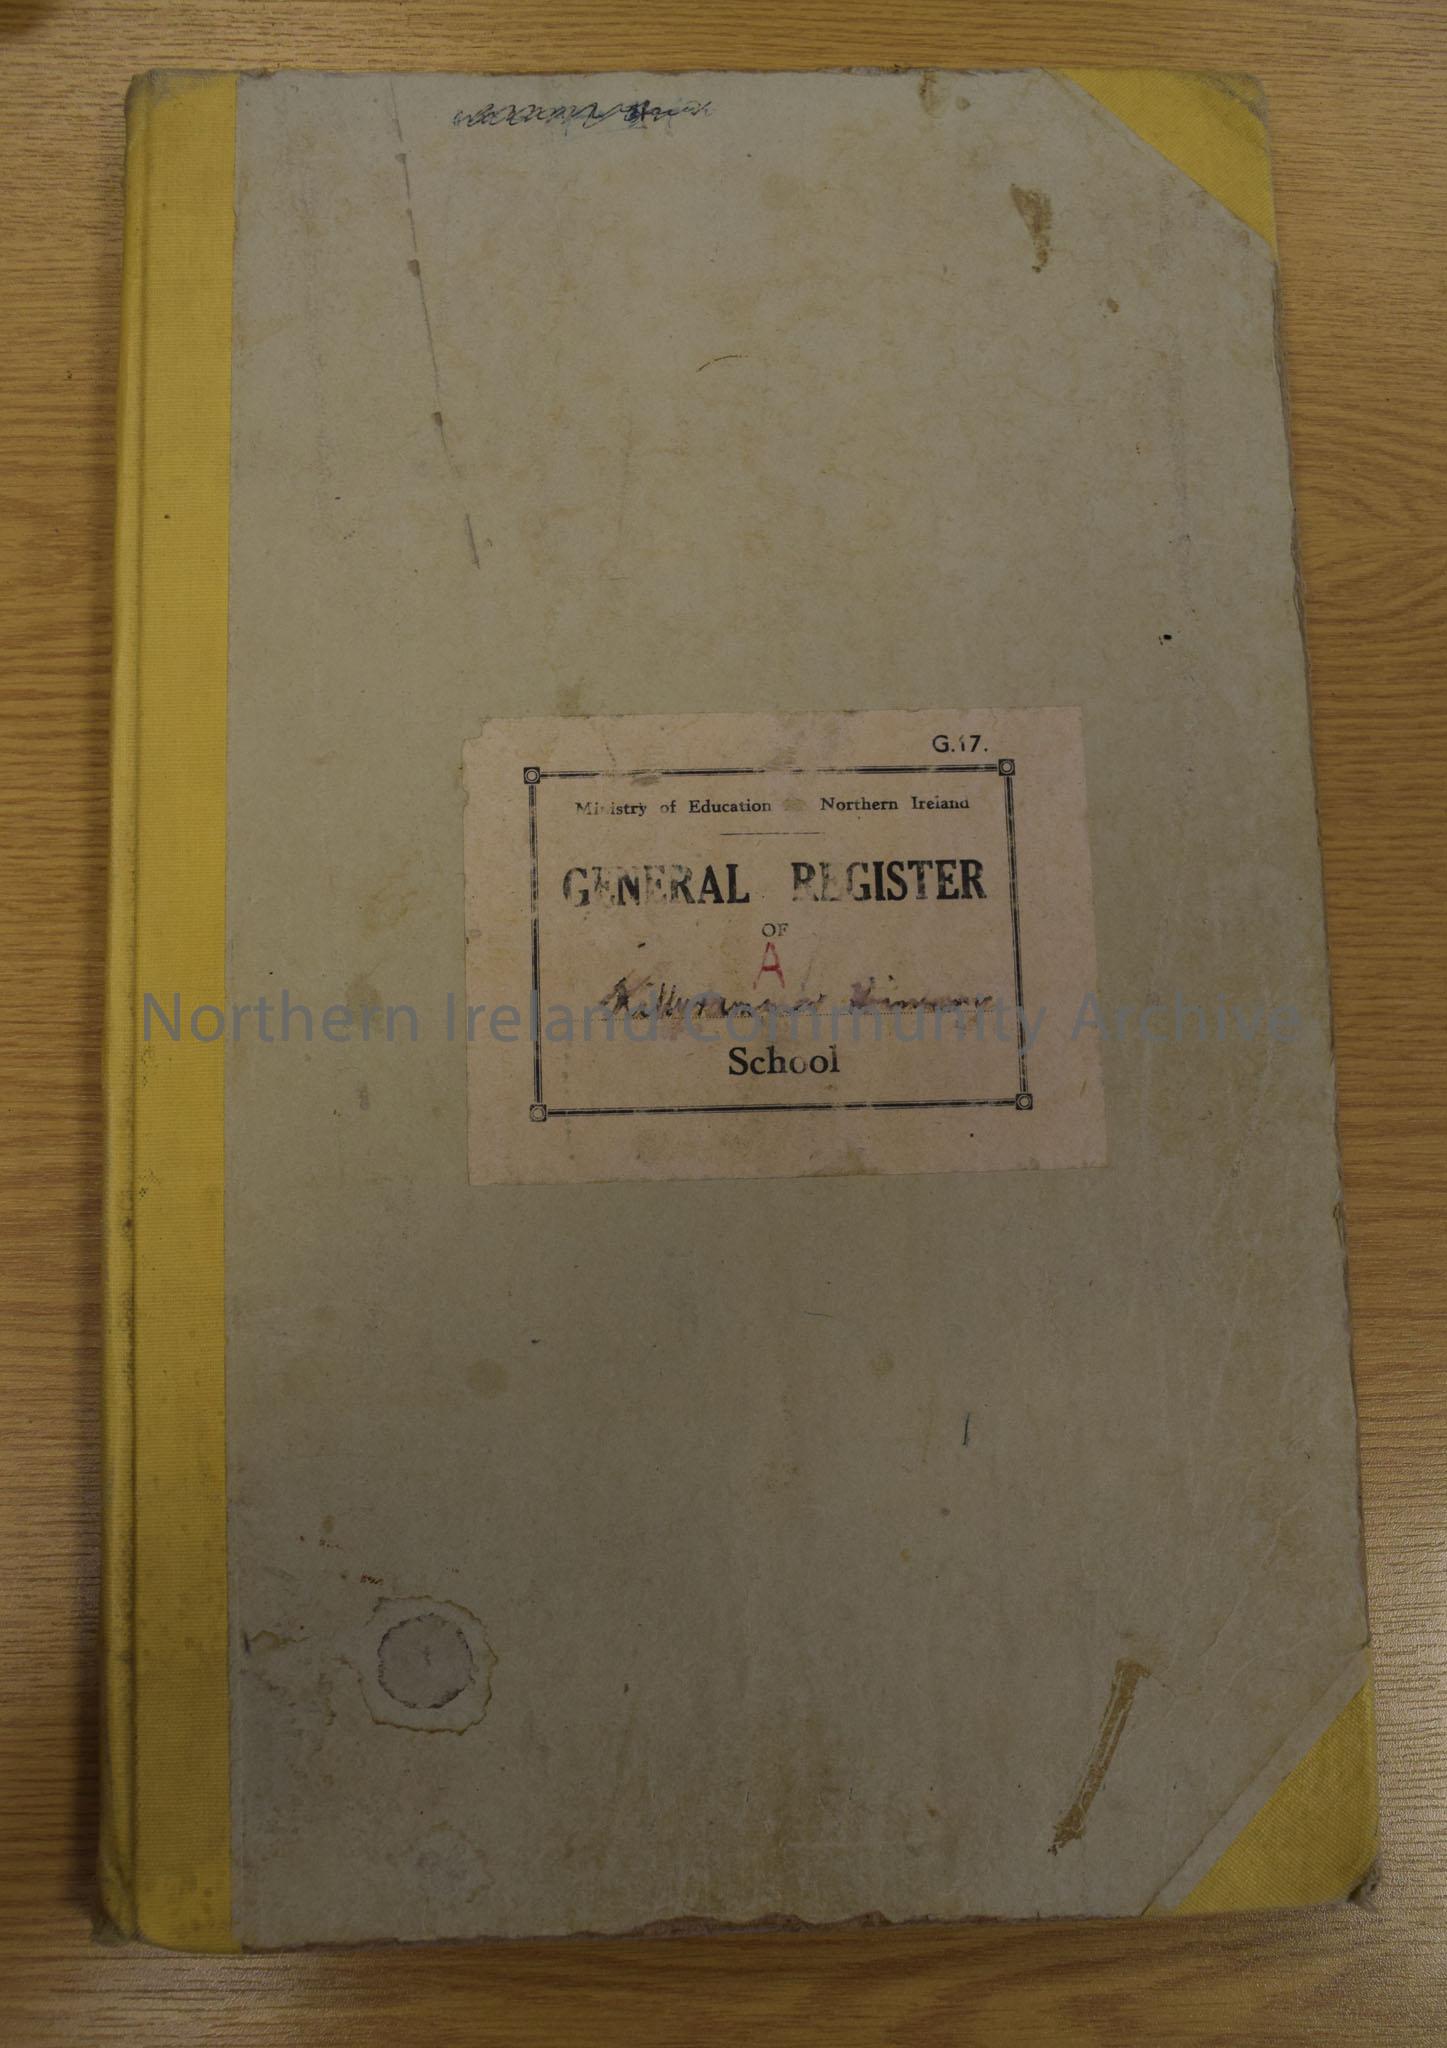 G.17.
Ministry of Education Northern Ireland
GENERAL REGISTER
OF
A
School
Northern Ireland Community Archive